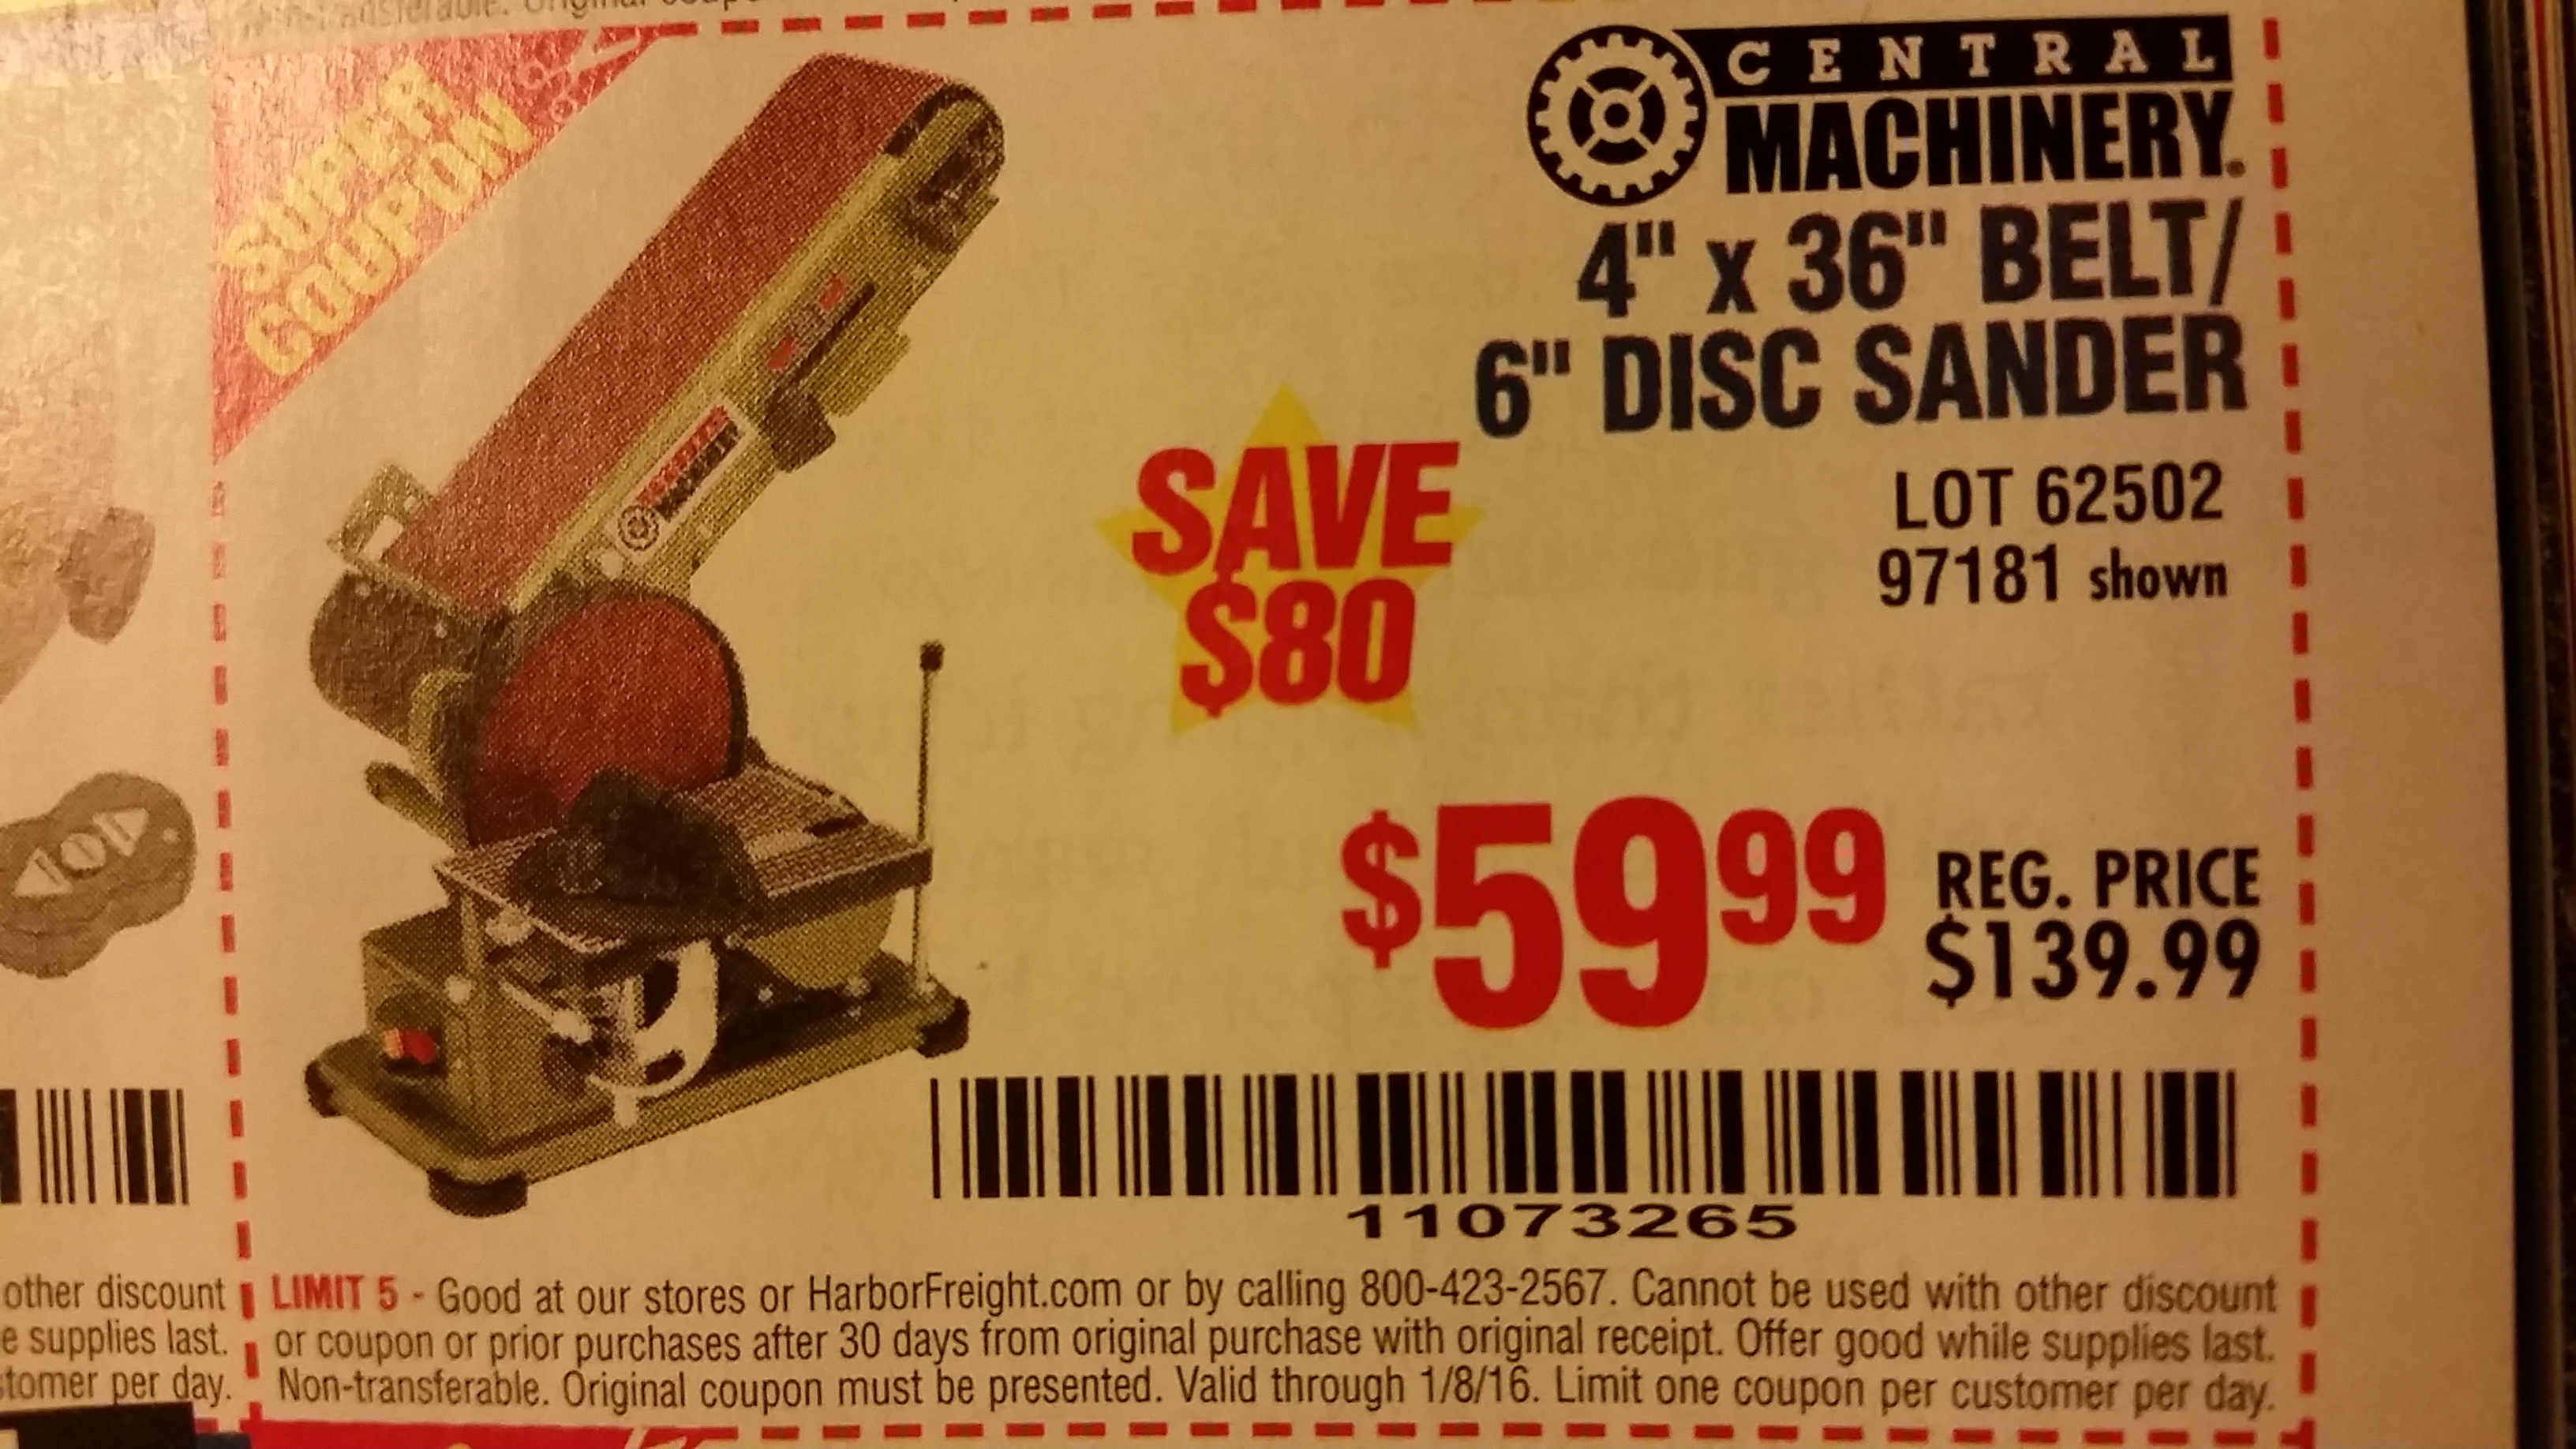 SUPER
COUPON
CENTRAL
MACHINERY.
4" x 36" BELT/
6" DISC SANDER
LOT 62502
97181 shown
SAVE
$80
$59 99
REG. PRICE
$139.99
11073265
other discount
e supplies last.
tomer per day.
LIMIT 5 - Good at our stores or HarborFreight.com or by calling 800-423-2567. Cannot be used with other discount
or coupon or prior purchases after 30 days from original purchase with original receipt. Offer good while supplies last.
Non-transferable. Original coupon must be presented. Valid through 1/8/16. Limit one coupon per customer per day.